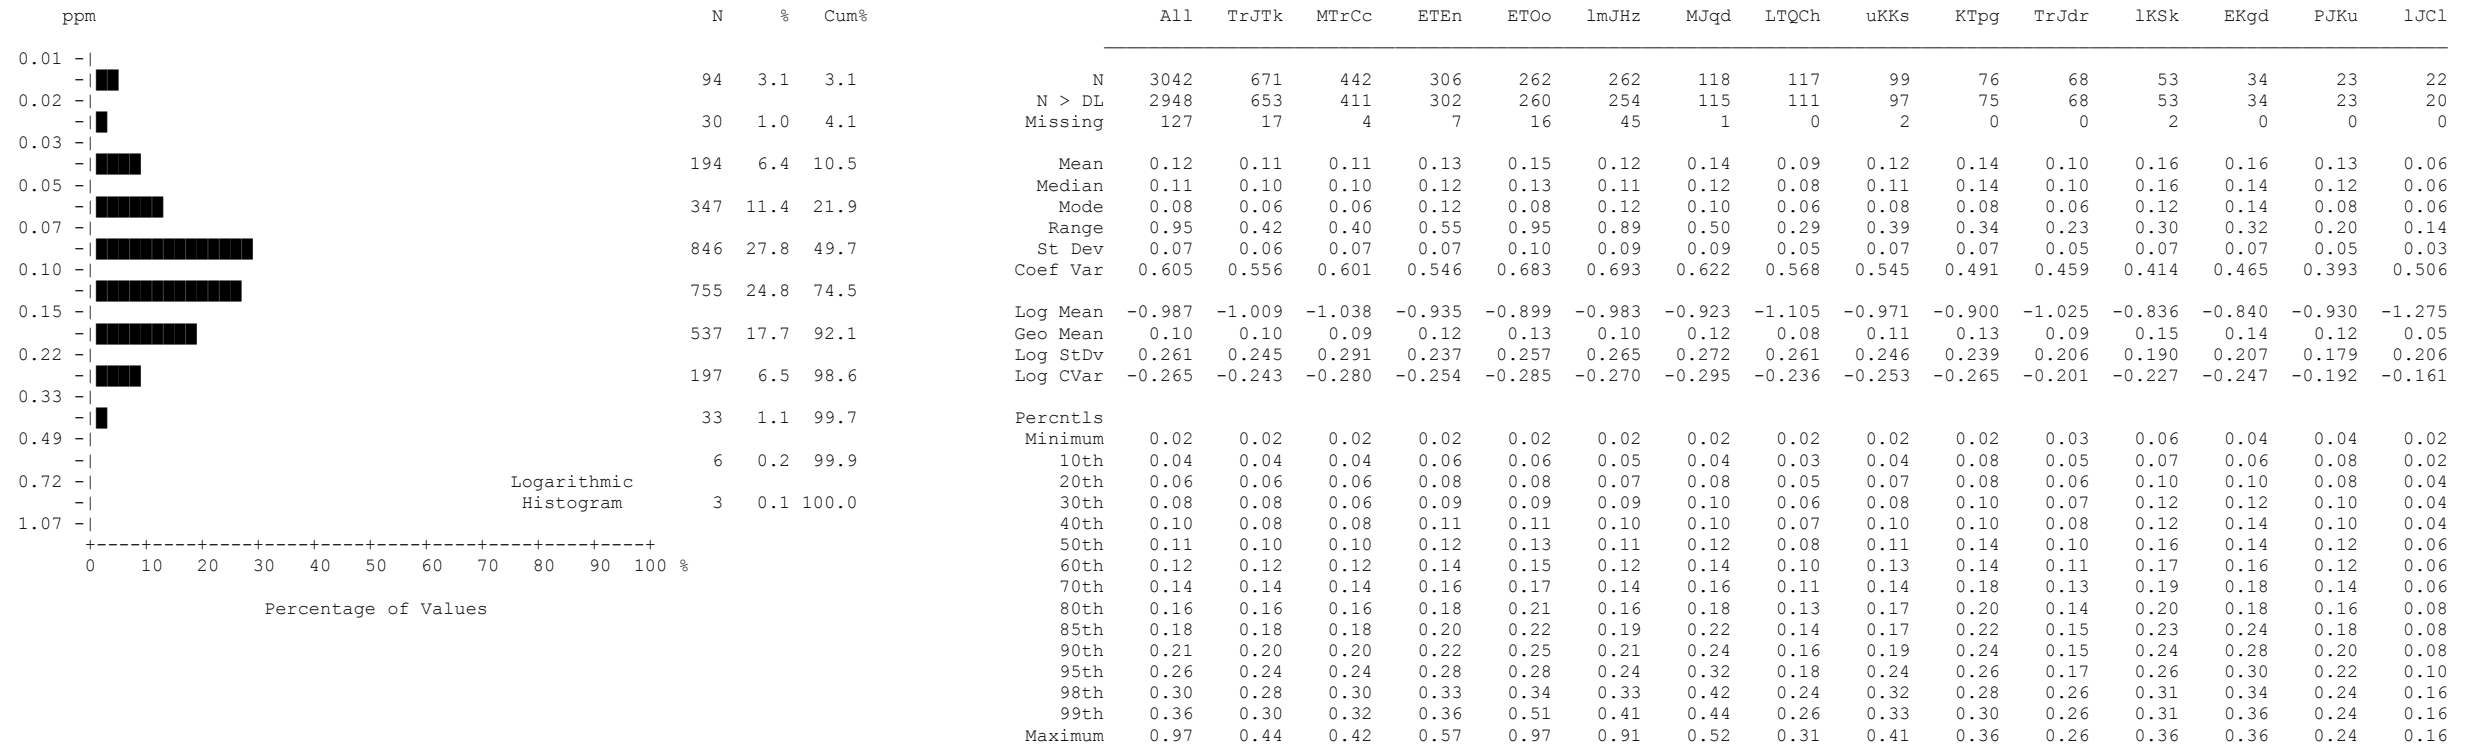 ppm N % Cum% All TrJTk MTrCc ETEn ETOo lmJHz MJqd LTQCh uKKs KTpg TrJdr lKSk EKgd PJKu lJCl
0.01 -|
-| 94 3.1 3.1 N 3042 671 442 306 262 262 118 117 99 76 68 53 34 23 22
0.02 -| N > DL 2948 653 411 302 260 254 115 111 97 75 68 53 34 23 20
-| 30 1.0 4.1 Missing 127 17 4 7 16 45 1 0 2 0 0 2 0 0 0
0.03 -|
-| 194 6.4 10.5 Mean 0.12 0.11 0.11 0.13 0.15 0.12 0.14 0.09 0.12 0.14 0.10 0.16 0.16 0.13 0.06
0.05 -| Median 0.11 0.10 0.10 0.12 0.13 0.11 0.12 0.08 0.11 0.14 0.10 0.16 0.14 0.12 0.06
-| 347 11.4 21.9 Mode 0.08 0.06 0.06 0.12 0.08 0.12 0.10 0.06 0.08 0.08 0.06 0.12 0.14 0.08 0.06
0.07 -| Range 0.95 0.42 0.40 0.55 0.95 0.89 0.50 0.29 0.39 0.34 0.23 0.30 0.32 0.20 0.14
-| 846 27.8 49.7 St Dev 0.07 0.06 0.07 0.07 0.10 0.09 0.09 0.05 0.07 0.07 0.05 0.07 0.07 0.05 0.03
0.10 -| Coef Var 0.605 0.556 0.601 0.546 0.683 0.693 0.622 0.568 0.545 0.491 0.459 0.414 0.465 0.393 0.506
-| 755 24.8 74.5
0.15 -| Log Mean -0.987 -1.009 -1.038 -0.935 -0.899 -0.983 -0.923 -1.105 -0.971 -0.900 -1.025 -0.836 -0.840 -0.930 -1.275
-| 537 17.7 92.1 Geo Mean 0.10 0.10 0.09 0.12 0.13 0.10 0.12 0.08 0.11 0.13 0.09 0.15 0.14 0.12 0.05
0.22 -| Log StDv 0.261 0.245 0.291 0.237 0.257 0.265 0.272 0.261 0.246 0.239 0.206 0.190 0.207 0.179 0.206
-| 197 6.5 98.6 Log CVar -0.265 -0.243 -0.280 -0.254 -0.285 -0.270 -0.295 -0.236 -0.253 -0.265 -0.201 -0.227 -0.247 -0.192 -0.161
0.33 -|
-| 33 1.1 99.7 Percntls
0.49 -| Minimum 0.02 0.02 0.02 0.02 0.02 0.02 0.02 0.02 0.02 0.02 0.03 0.06 0.04 0.04 0.02
-| 6 0.2 99.9 10th 0.04 0.04 0.04 0.06 0.06 0.05 0.04 0.03 0.04 0.08 0.05 0.07 0.06 0.08 0.02
0.72 -| Logarithmic 20th 0.06 0.06 0.06 0.08 0.08 0.07 0.08 0.05 0.07 0.08 0.06 0.10 0.10 0.08 0.04
-| Histogram 3 0.1 100.0 30th 0.08 0.08 0.06 0.09 0.09 0.09 0.10 0.06 0.08 0.10 0.07 0.12 0.12 0.10 0.04
1.07 -| 40th 0.10 0.08 0.08 0.11 0.11 0.10 0.10 0.07 0.10 0.10 0.08 0.12 0.14 0.10 0.04
+----+----+----+----+----+----+----+----+----+----+ 50th 0.11 0.10 0.10 0.12 0.13 0.11 0.12 0.08 0.11 0.14 0.10 0.16 0.14 0.12 0.06
0 10 20 30 40 50 60 70 80 90 100 % 60th 0.12 0.12 0.12 0.14 0.15 0.12 0.14 0.10 0.13 0.14 0.11 0.17 0.16 0.12 0.06
70th 0.14 0.14 0.14 0.16 0.17 0.14 0.16 0.11 0.14 0.18 0.13 0.19 0.18 0.14 0.06
Percentage of Values 80th 0.16 0.16 0.16 0.18 0.21 0.16 0.18 0.13 0.17 0.20 0.14 0.20 0.18 0.16 0.08
85th 0.18 0.18 0.18 0.20 0.22 0.19 0.22 0.14 0.17 0.22 0.15 0.23 0.24 0.18 0.08
90th 0.21 0.20 0.20 0.22 0.25 0.21 0.24 0.16 0.19 0.24 0.15 0.24 0.28 0.20 0.08
95th 0.26 0.24 0.24 0.28 0.28 0.24 0.32 0.18 0.24 0.26 0.17 0.26 0.30 0.22 0.10
98th 0.30 0.28 0.30 0.33 0.34 0.33 0.42 0.24 0.32 0.28 0.26 0.31 0.34 0.24 0.16
99th 0.36 0.30 0.32 0.36 0.51 0.41 0.44 0.26 0.33 0.30 0.26 0.31 0.36 0.24 0.16
Maximum 0.97 0.44 0.42 0.57 0.97 0.91 0.52 0.31 0.41 0.36 0.26 0.36 0.36 0.24 0.16